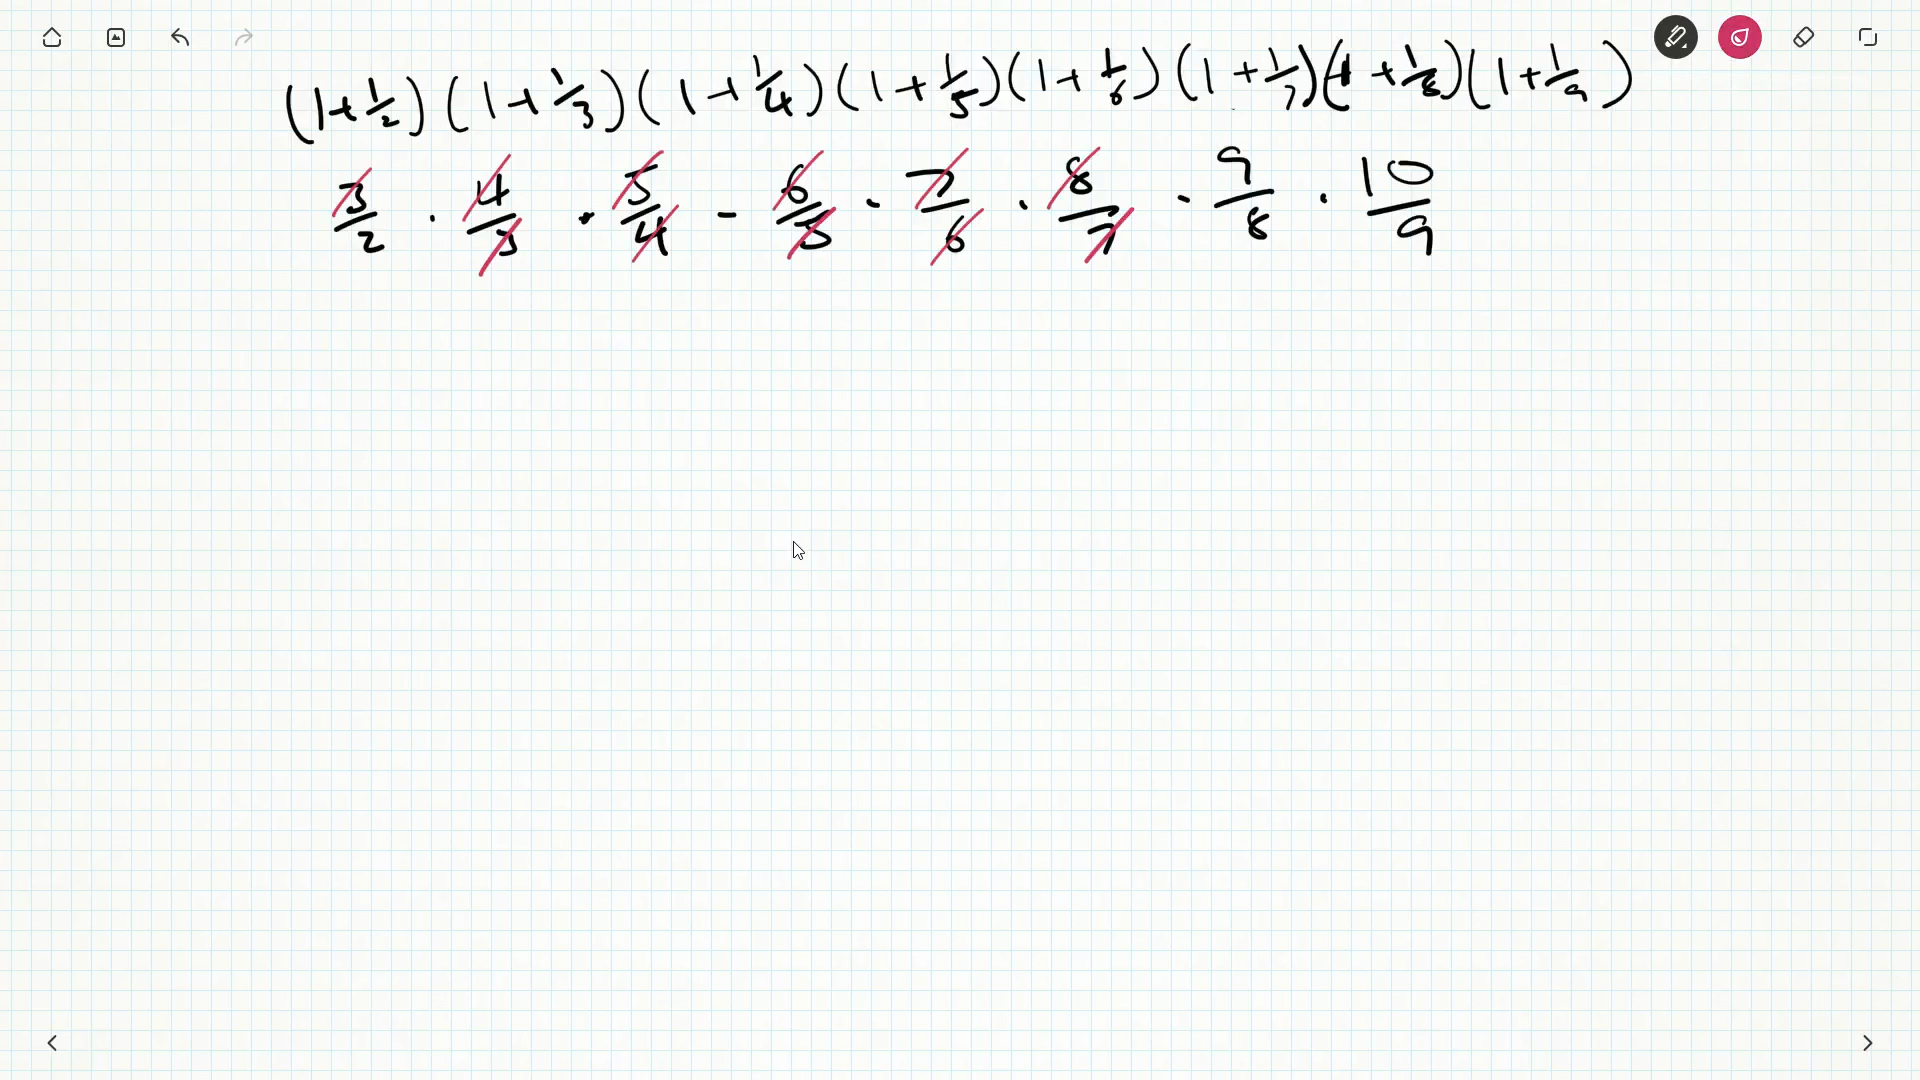 (1+1/2)(1+1/3)(1+1/4)(1+1/5)(1+1/6)(1+1/7)(1+1/8)(1+1/9)
3/2 · 4/3 · 5/4 - 6/5 · 7/6 · 8/7 · 9/8 · 10/9